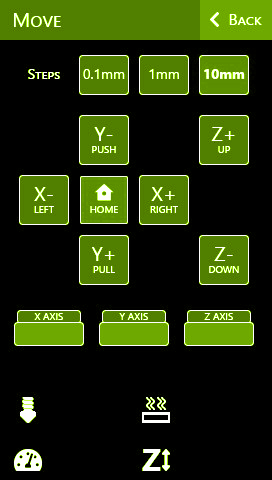 Move
Back
Steps 0.1mm 1mm 10mm
Y-
PUSH
Z+
UP
X-
LEFT
HOME
X+
RIGHT
Y+
PULL
Z-
DOWN
X AXIS Y AXIS Z AXIS
Z